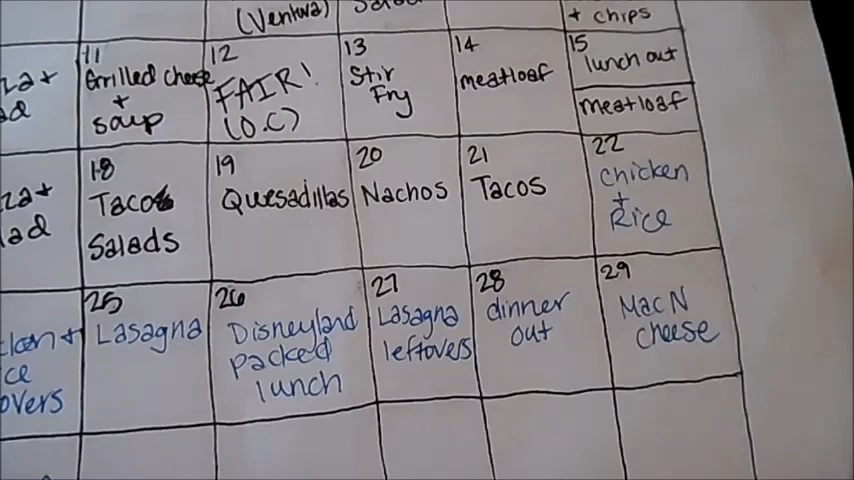 (Ventura)
+ chips
11
Grilled cheese
+
soup
12
FAIR!
(O.C)
13
Stir
Fry
14
meatloaf
15
lunch out
meatloaf
18
Taco
Salads
19
Quesadillas
20
Nachos
21
Tacos
22
Chicken
+
Rice
25
Lasagna
26
Disneyland
packed
lunch
27
Lasagna
leftovers
28
dinner
out
29
Mac N
cheese